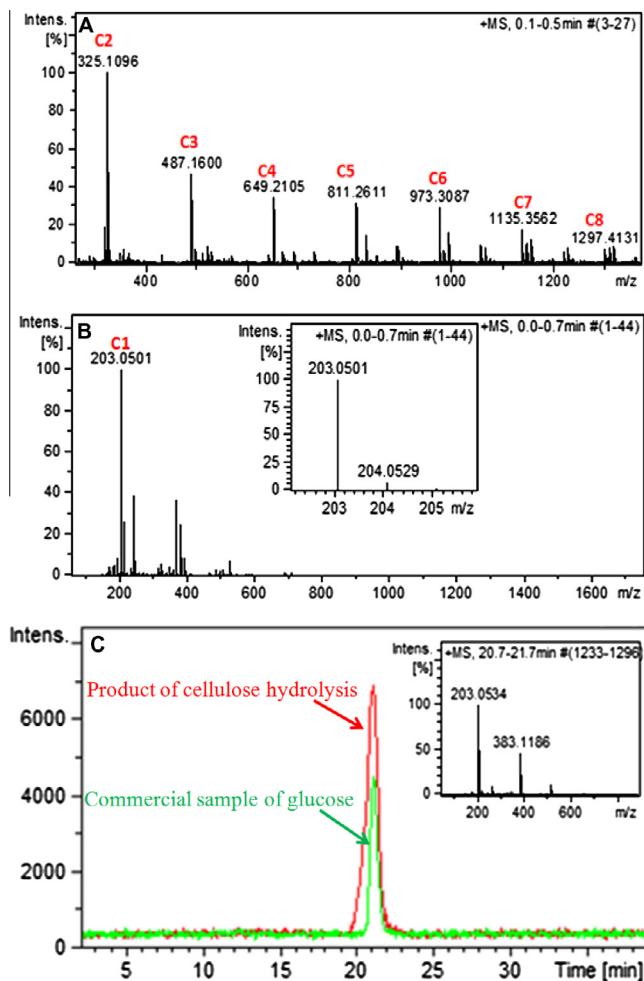 Intens.
[%]
A
+MS, 0.1-0.5min #(3-27)
C2
325.1096
C3
487.1600
C4
649.2105
C5
811.2611
C6
973.3087
C7
1135.3562
C8
1297.4131
100
80
60
40
20
0
400 600 800 1000 1200 m/z
Intens.
[%]
B
+MS, 0.0-0.7min #(1-44)
C1
203.0501
100
80
60
40
20
0
200 400 600 800 1000 1200 1400 1600 m/z
Intens.
[%]
+MS, 0.0-0.7min #(1-44)
203.0501
204.0529
100
75
50
25
0
203 204 205 m/z
Intens.
C
Product of cellulose hydrolysis
Commercial sample of glucose
6000
4000
2000
0
5 10 15 20 25 30 Time [min]
Intens.
[%]
+MS, 20.7-21.7min #(1233-1296)
203.0534
383.1186
100
50
0
200 400 600 m/z